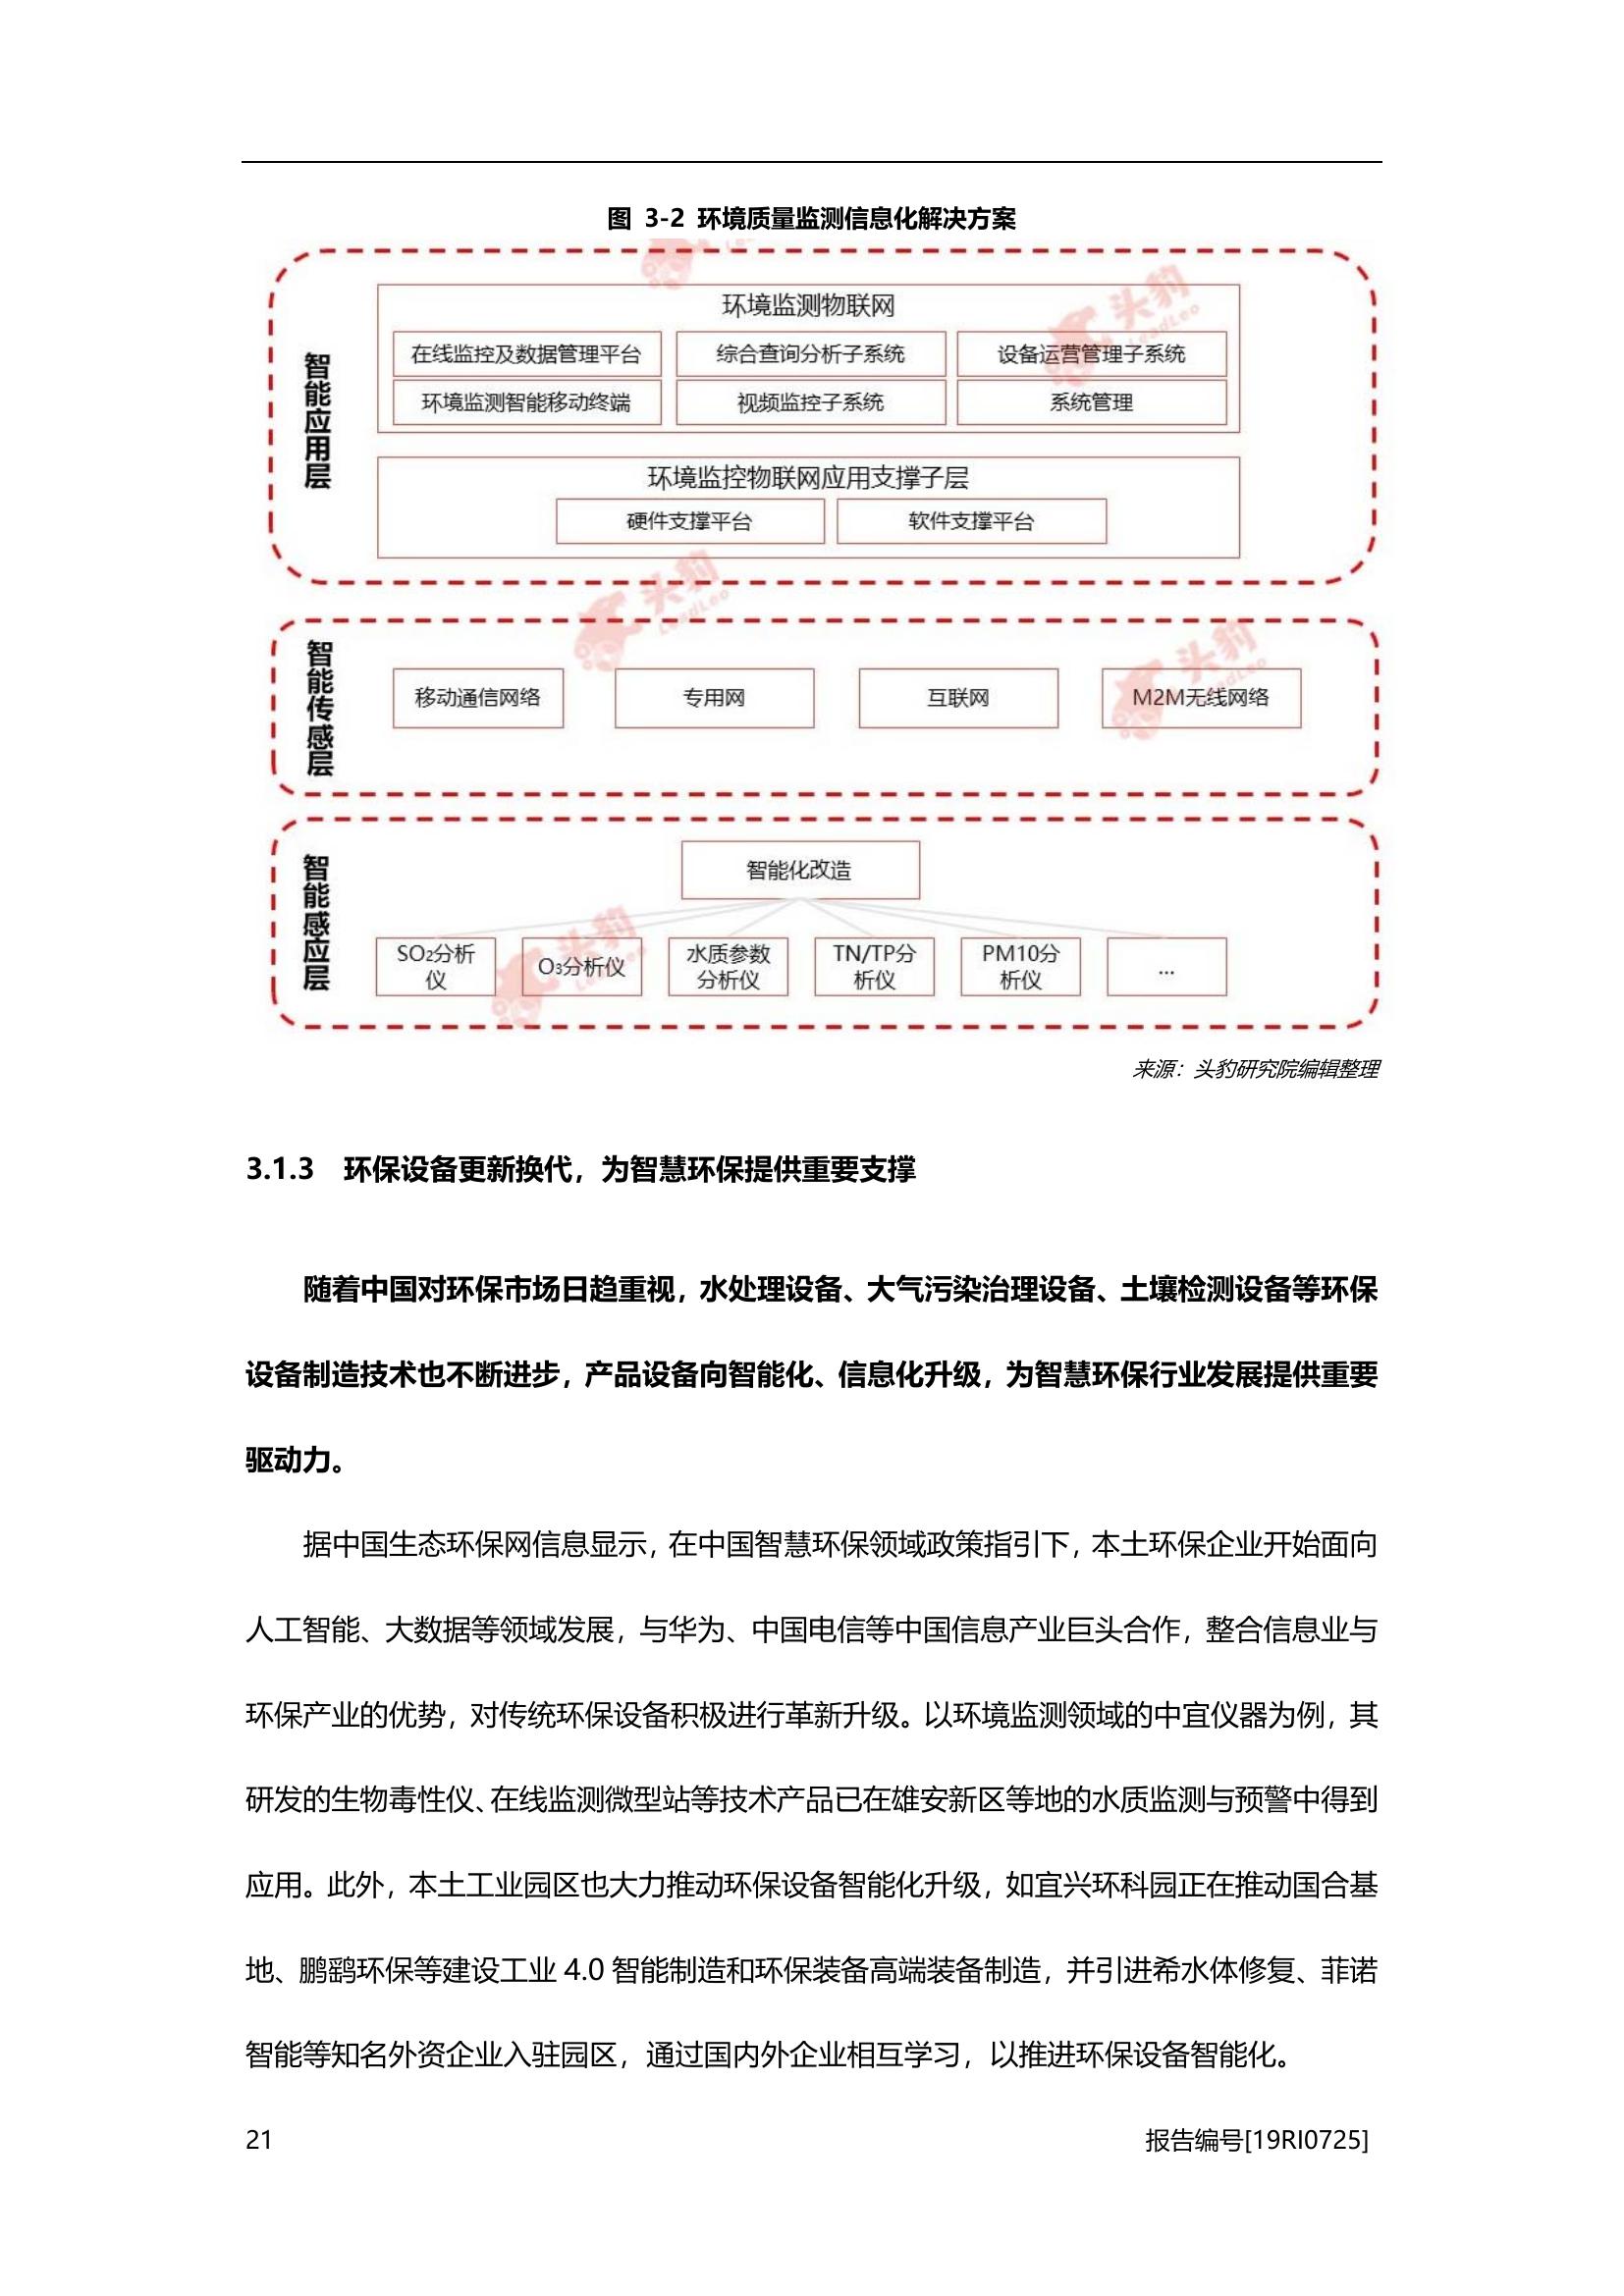 图 3-2 环境质量监测信息化解决方案
智能应用层
环境监测物联网
在线监控及数据管理平台
综合查询分析子系统
设备运营管理子系统
环境监测智能移动终端
视频监控子系统
系统管理
环境监控物联网应用支撑子层
硬件支撑平台
软件支撑平台
智能传感层
移动通信网络
专用网
互联网
M2M无线网络
智能感应层
智能化改造
SO₂分析
仪
O₃分析仪
水质参数
分析仪
TN/TP分
析仪
PM10分
析仪
...
头豹
LeadLeo
头豹
LeadLeo
头豹
LeadLeo
头豹
LeadLeo
来源：头豹研究院编辑整理
3.1.3 环保设备更新换代，为智慧环保提供重要支撑
随着中国对环保市场日趋重视，水处理设备、大气污染治理设备、土壤检测设备等环保
设备制造技术也不断进步，产品设备向智能化、信息化升级，为智慧环保行业发展提供重要
驱动力。
据中国生态环保网信息显示，在中国智慧环保领域政策指引下，本土环保企业开始面向
人工智能、大数据等领域发展，与华为、中国电信等中国信息产业巨头合作，整合信息业与
环保产业的优势，对传统环保设备积极进行革新升级。以环境监测领域的中宜仪器为例，其
研发的生物毒性仪、在线监测微型站等技术产品已在雄安新区等地的水质监测与预警中得到
应用。此外，本土工业园区也大力推动环保设备智能化升级，如宜兴环科园正在推动国合基
地、鹏鹞环保等建设工业 4.0 智能制造和环保装备高端装备制造，并引进希水体修复、菲诺
智能等知名外资企业入驻园区，通过国内外企业相互学习，以推进环保设备智能化。
21
报告编号[19RI0725]